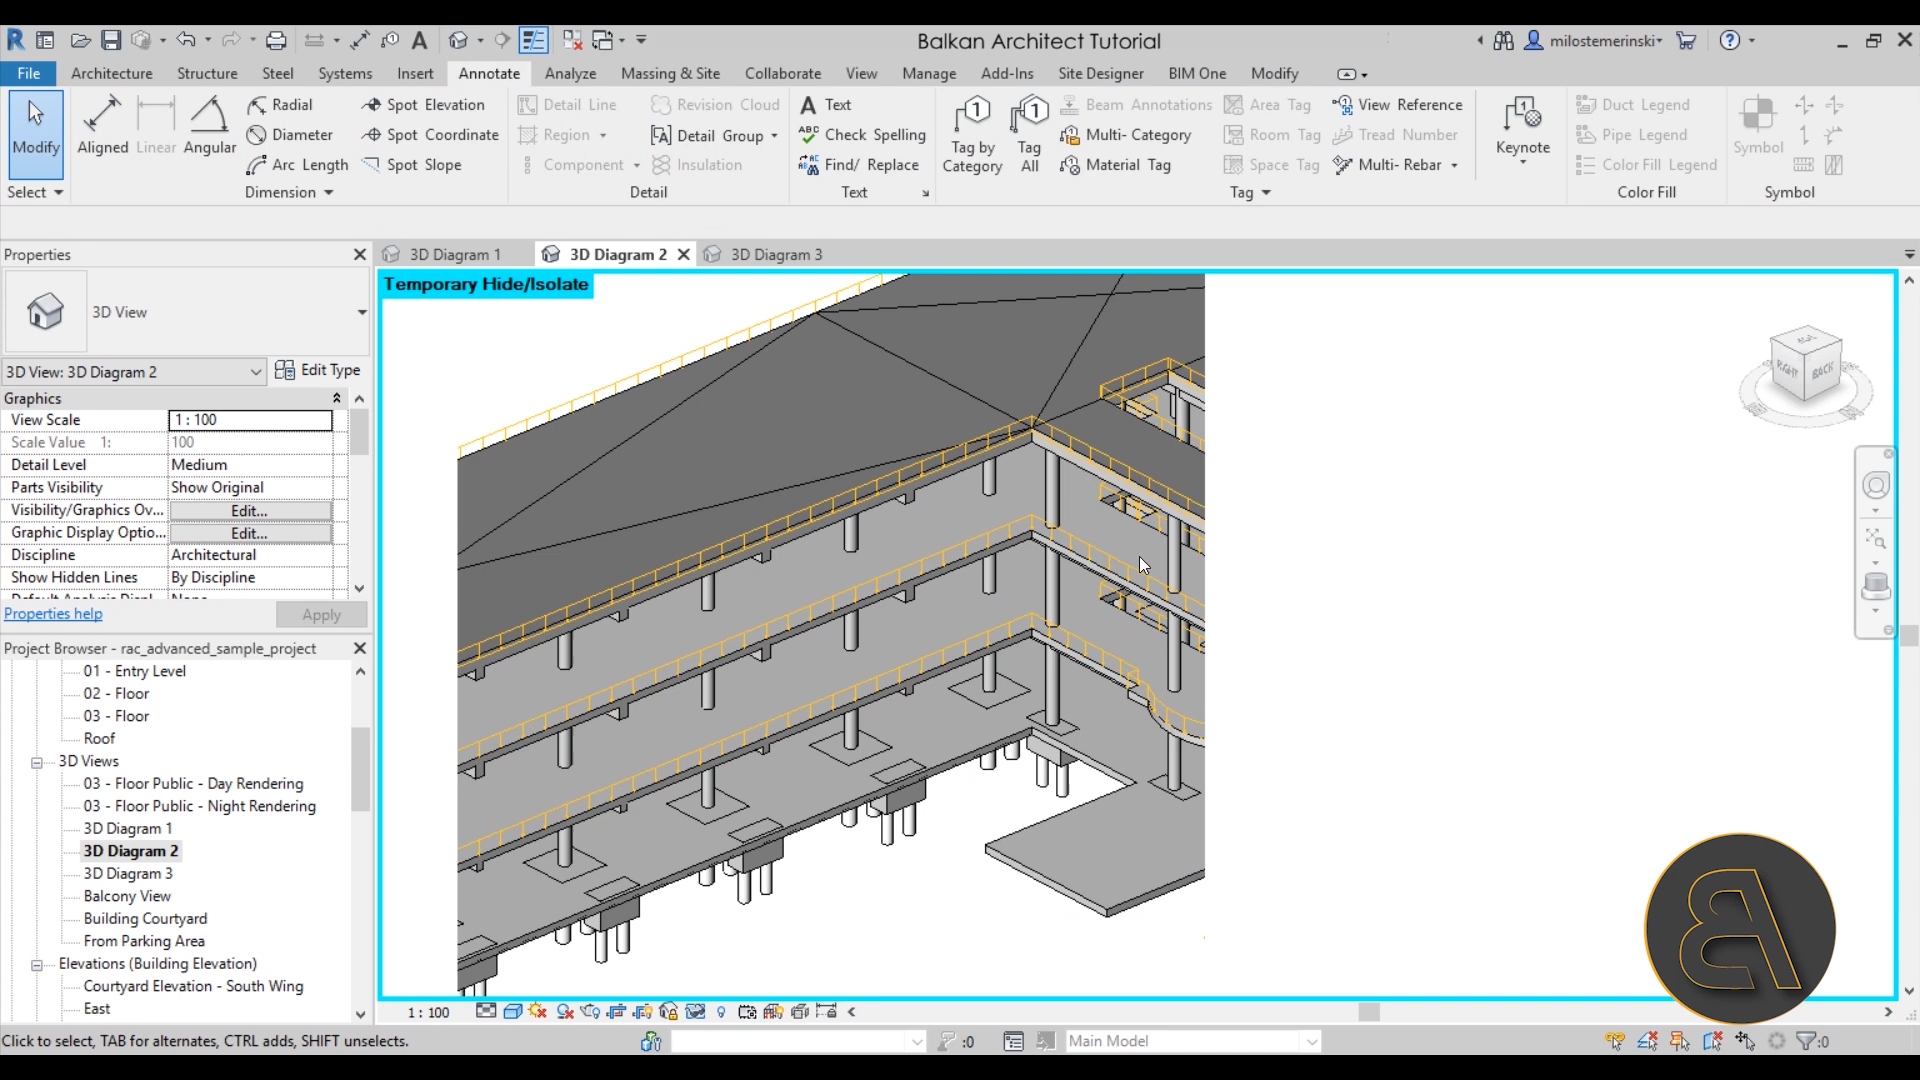 Balkan Architect Tutorial
milostemerinski
File Architecture Structure Steel Systems Insert Annotate Analyze Massing & Site Collaborate View Manage Add-Ins Site Designer BIM One Modify
Modify
Select
Aligned
Linear
Angular
Radial
Diameter
Arc Length
Spot Elevation
Spot Coordinate
Spot Slope
Dimension
Detail Line
Region
Component
Revision Cloud
Detail Group
Insulation
Detail
Text
Check Spelling
Find/ Replace
Text
Tag by Category
Tag All
Beam Annotations
Multi- Category
Material Tag
Area Tag
Room Tag
Space Tag
View Reference
Tread Number
Multi- Rebar
Tag
Keynote
Duct Legend
Pipe Legend
Color Fill Legend
Color Fill
Symbol
Symbol
Properties
3D Diagram 1
3D Diagram 2
3D Diagram 3
Temporary Hide/Isolate
3D View
3D View: 3D Diagram 2
Edit Type
Graphics
View Scale 1 : 100
Scale Value 1: 100
Detail Level Medium
Parts Visibility Show Original
Visibility/Graphics Ov... Edit...
Graphic Display Optio... Edit...
Discipline Architectural
Show Hidden Lines By Discipline
Properties help
Apply
Project Browser - rac_advanced_sample_project
01 - Entry Level
02 - Floor
03 - Floor
Roof
3D Views
03 - Floor Public - Day Rendering
03 - Floor Public - Night Rendering
3D Diagram 1
3D Diagram 2
3D Diagram 3
Balcony View
Building Courtyard
From Parking Area
Elevations (Building Elevation)
Courtyard Elevation - South Wing
East
RIGHT
BACK
1 : 100
Click to select, TAB for alternates, CTRL adds, SHIFT unselects.
:0
Main Model
:0